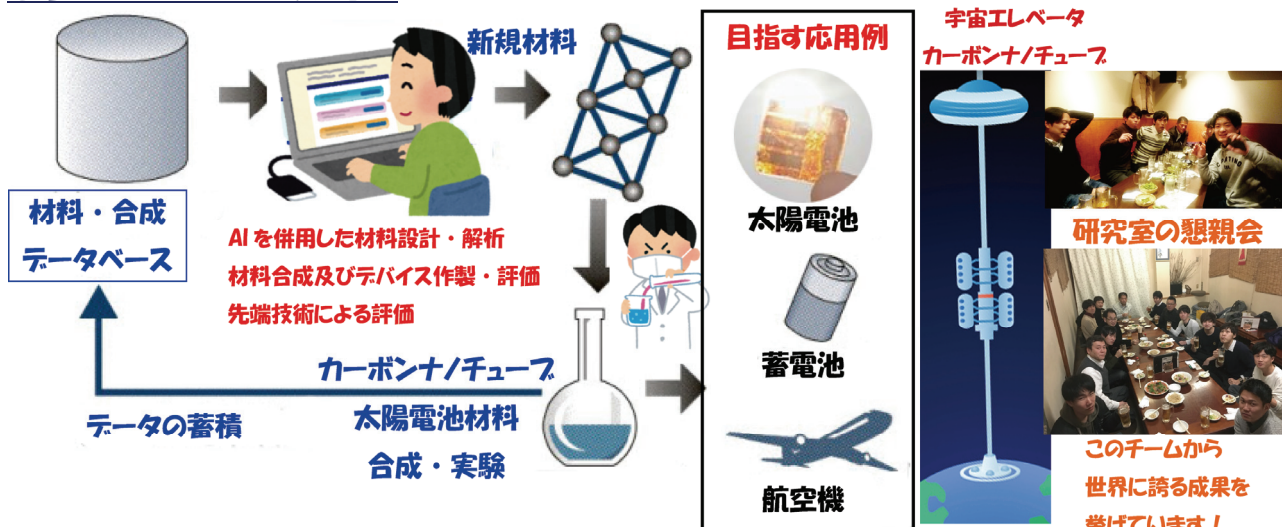 新規材料
材料・合成
データベース
AIを併用した材料設計・解析
材料合成及びデバイス作製・評価
先端技術による評価
カーボンナノチューブ
太陽電池材料
合成・実験
データの蓄積
目指す応用例
太陽電池
蓄電池
航空機
宇宙エレベータ
カーボンナノチューブ
研究室の懇親会
このチームから
世界に誇る成果を
挙げています!